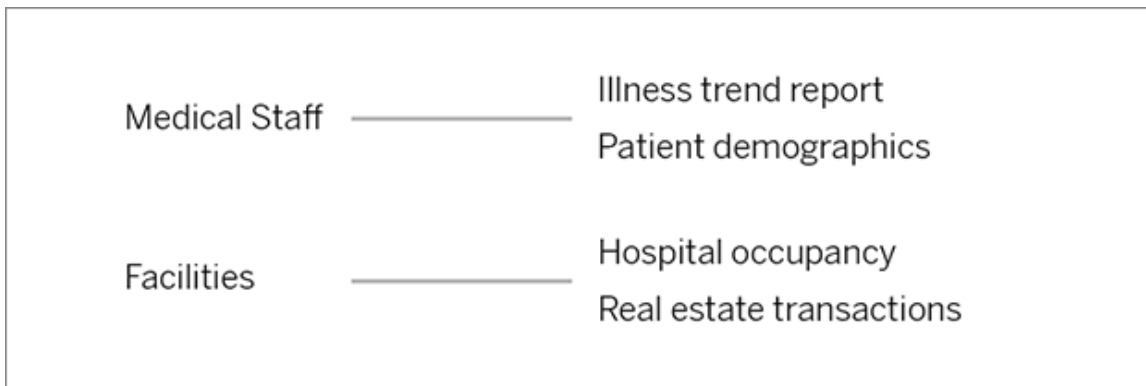 Medical Staff
Illness trend report
Patient demographics
Facilities
Hospital occupancy
Real estate transactions